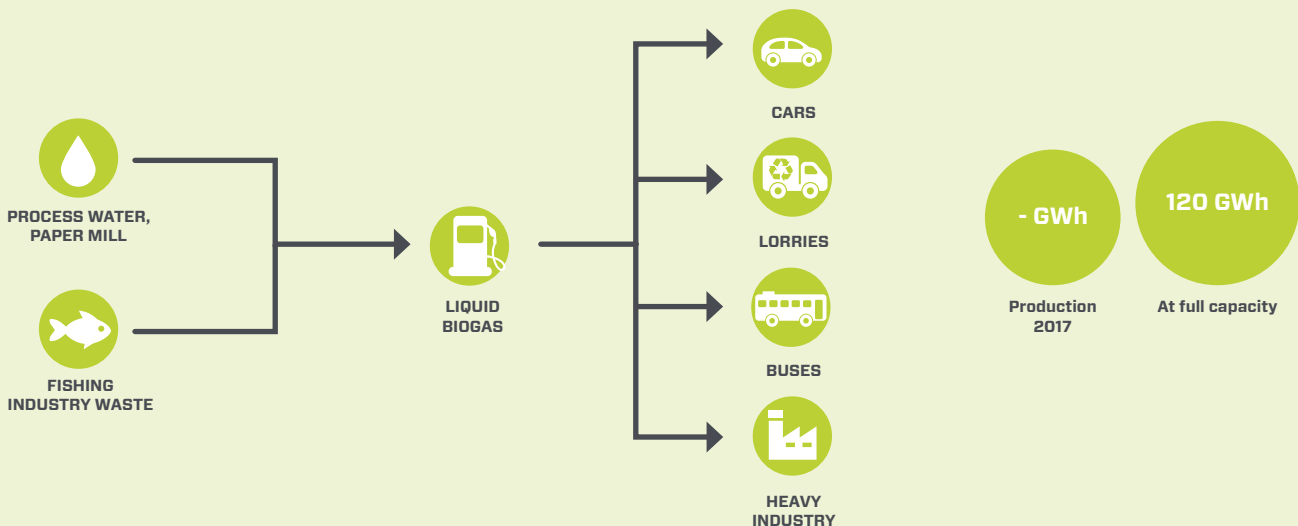 PROCESS WATER,
PAPER MILL
FISHING
INDUSTRY WASTE
LIQUID
BIOGAS
CARS
LORRIES
BUSES
HEAVY
INDUSTRY
- GWh
Production
2017
120 GWh
At full capacity